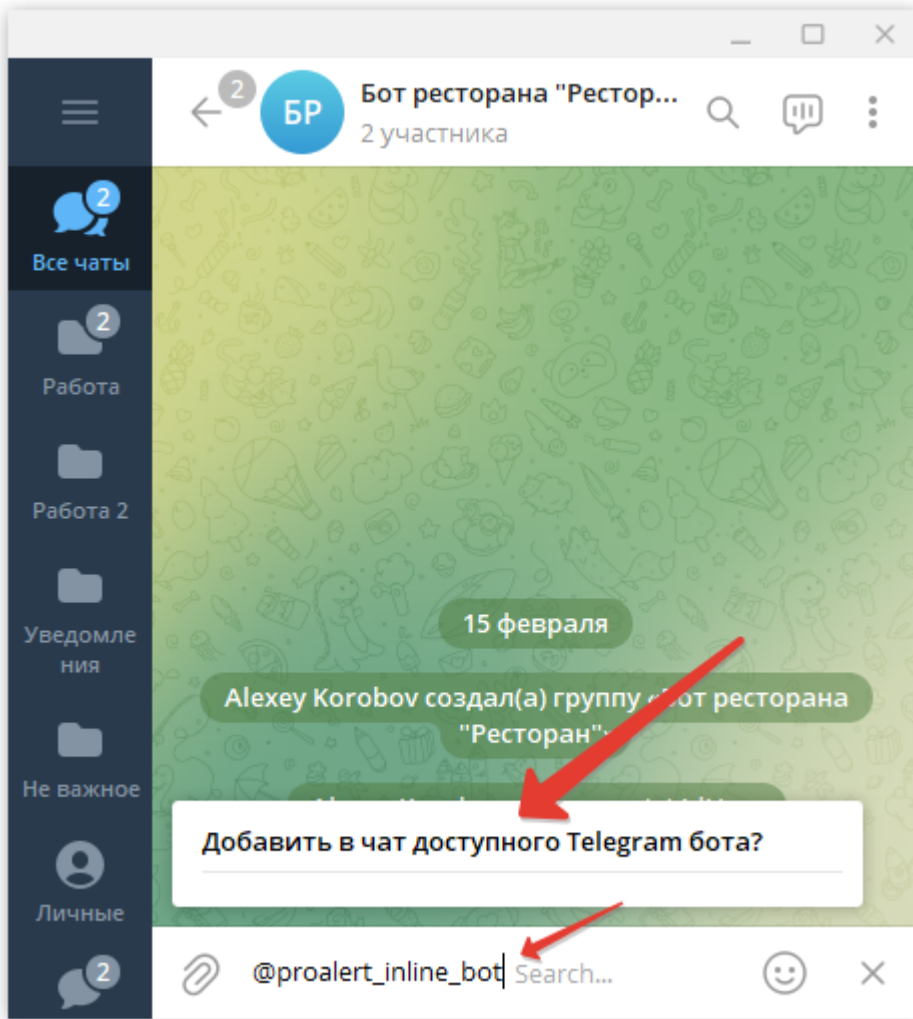 2
БР
Бот ресторана "Рестор...
2 участника
2
Все чаты
2
Работа
Работа 2
Уведомле
ния
Не важное
Личные
2
15 февраля
Alexey Korobov создал(а) группу «Бот ресторана
"Ресторан"»
Добавить в чат доступного Telegram бота?
@proalert_inline_bot Search...